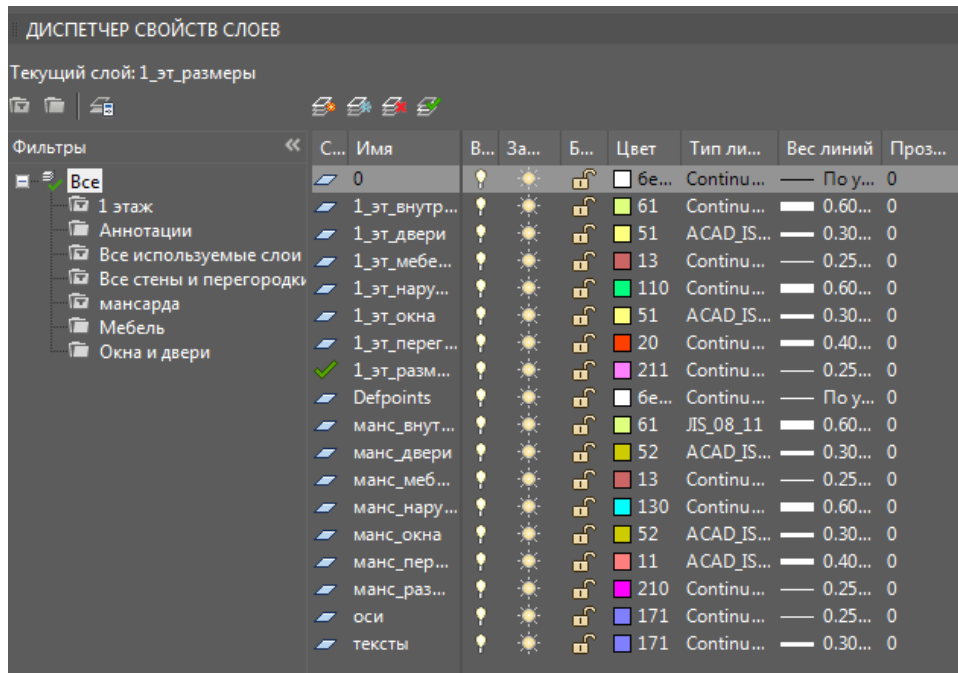 ДИСПЕТЧЕР СВОЙСТВ СЛОЕВ
Текущий слой: 1_эт_размеры
Фильтры
Все
1 этаж
Аннотации
Все используемые слои
Все стены и перегородки
мансарда
Мебель
Окна и двери
С... Имя В... За... Б... Цвет Тип ли... Вес линий Проз...
0 бе... Continu... По у... 0
1_эт_внутр... 61 Continu... 0.60... 0
1_эт_двери 51 ACAD_IS... 0.30... 0
1_эт_мебе... 13 Continu... 0.25... 0
1_эт_нару... 110 Continu... 0.60... 0
1_эт_окна 51 ACAD_IS... 0.30... 0
1_эт_перег... 20 Continu... 0.40... 0
1_эт_разм... 211 Continu... 0.25... 0
Defpoints бе... Continu... По у... 0
манс_внут... 61 JIS_08_11 0.60... 0
манс_двери 52 ACAD_IS... 0.30... 0
манс_меб... 13 Continu... 0.25... 0
манс_нару... 130 Continu... 0.60... 0
манс_окна 52 ACAD_IS... 0.30... 0
манс_пер... 11 ACAD_IS... 0.40... 0
манс_раз... 210 Continu... 0.25... 0
оси 171 Continu... 0.25... 0
тексты 171 Continu... 0.30... 0